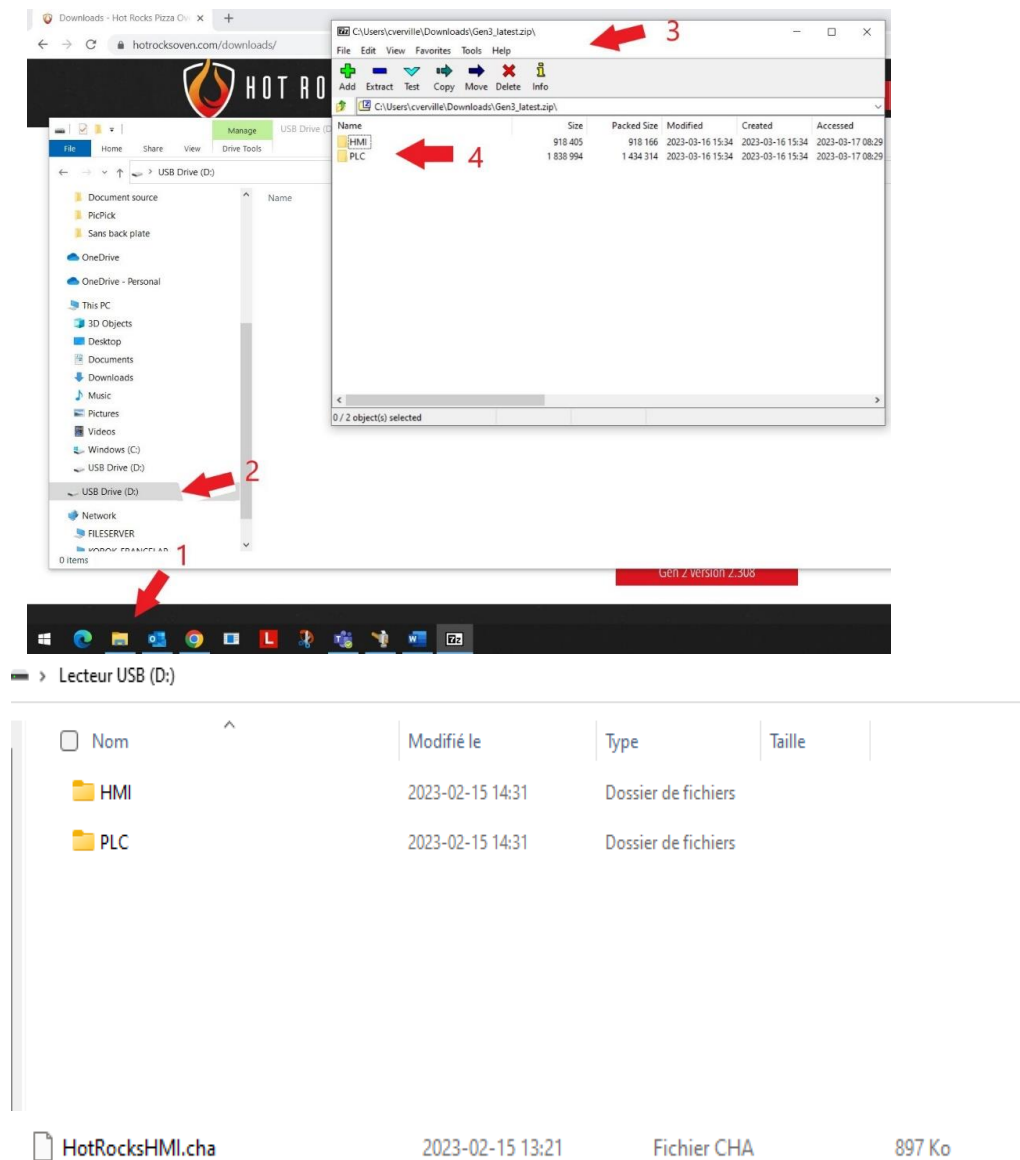 Downloads - Hot Rocks Pizza Ov
hotrocksoven.com/downloads/
HOT RO
C:\Users\cverville\Downloads\Gen3_latest.zip\
3
File Edit View Favorites Tools Help
Add Extract Test Copy Move Delete Info
C:\Users\cverville\Downloads\Gen3_latest.zip\
Name Size Packed Size Modified Created Accessed
HMI 918 405 918 166 2023-03-16 15:34 2023-03-16 15:34 2023-03-17 08:29
PLC 1 838 994 1 434 314 2023-03-16 15:34 2023-03-16 15:34 2023-03-17 08:29
4
0 / 2 object(s) selected
Manage USB Drive (D
File Home Share View Drive Tools
USB Drive (D:)
Name
Document source
PicPick
Sans back plate
OneDrive
OneDrive - Personal
This PC
3D Objects
Desktop
Documents
Downloads
Music
Pictures
Videos
Windows (C:)
USB Drive (D:)
2
USB Drive (D:)
Network
FILESERVER
1
0 items
Gen 2 Version 2.308
Lecteur USB (D:)
Nom Modifié le Type Taille
HMI 2023-02-15 14:31 Dossier de fichiers
PLC 2023-02-15 14:31 Dossier de fichiers
HotRocksHMI.cha 2023-02-15 13:21 Fichier CHA 897 Ko